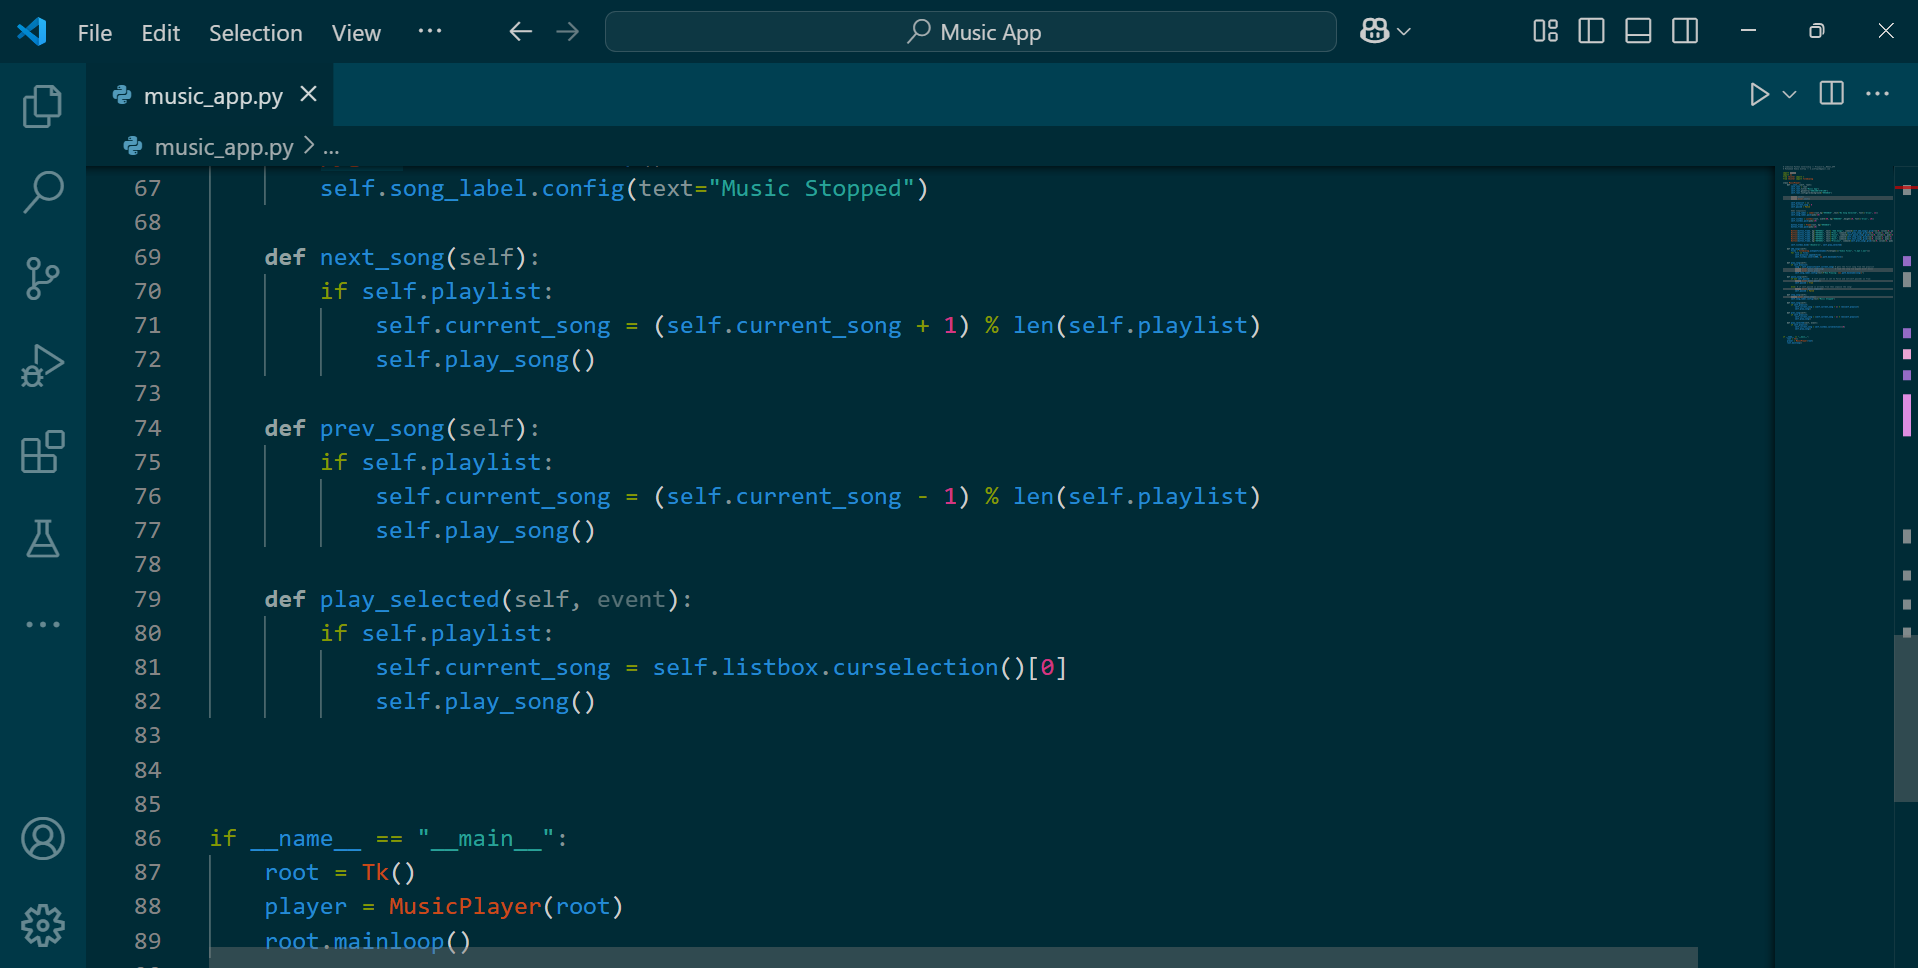 File Edit Selection View ··· Music App
music_app.py
music_app.py > ...
67 self.song_label.config(text="Music Stopped")
68
69 def next_song(self):
70 if self.playlist:
71 self.current_song = (self.current_song + 1) % len(self.playlist)
72 self.play_song()
73
74 def prev_song(self):
75 if self.playlist:
76 self.current_song = (self.current_song - 1) % len(self.playlist)
77 self.play_song()
78
79 def play_selected(self, event):
80 if self.playlist:
81 self.current_song = self.listbox.curselection()[0]
82 self.play_song()
83
84
85
86 if __name__ == "__main__":
87 root = Tk()
88 player = MusicPlayer(root)
89 root.mainloop()